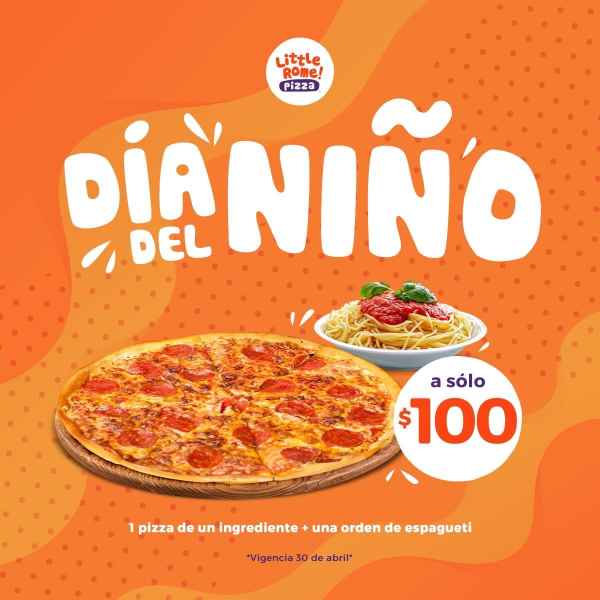 Little
Rome!
Pizza
DÍA
DEL
NIÑO
a sólo
$100
1 pizza de un ingrediente + una orden de espagueti
*Vigencia 30 de abril*